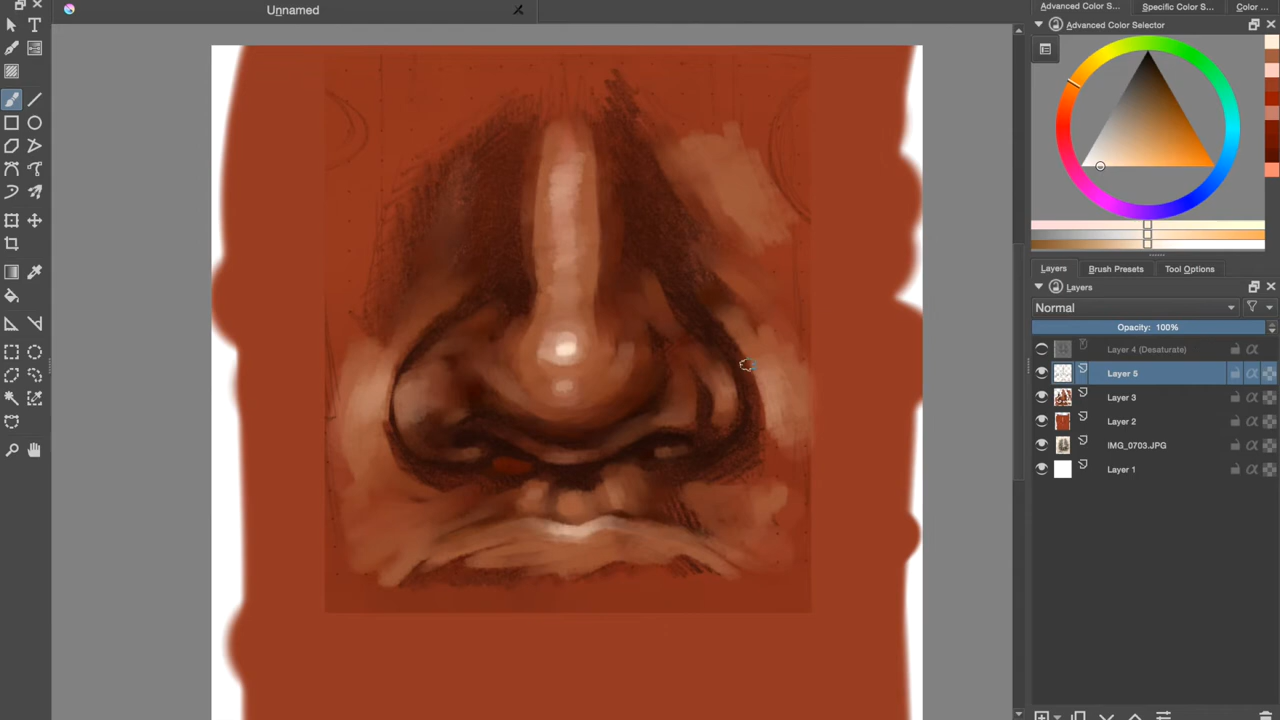 Unnamed
Advanced Color S...
Specific Color S...
Color ...
Advanced Color Selector
Layers
Brush Presets
Tool Options
Layers
Normal
Opacity: 100%
Layer 4 (Desaturate)
Layer 5
Layer 3
Layer 2
IMG_0703.JPG
Layer 1